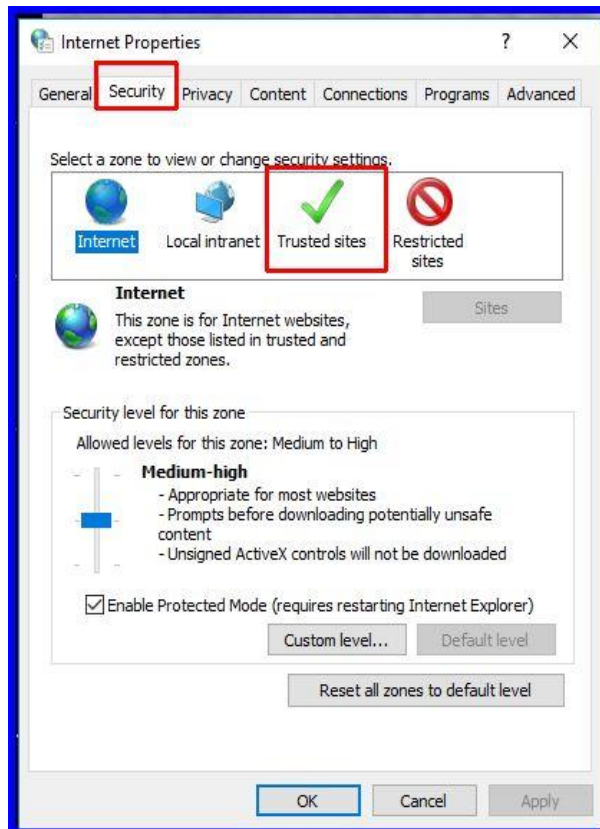 Internet Properties
?
General Security Privacy Content Connections Programs Advanced
Select a zone to view or change security settings.
Internet Local intranet Trusted sites Restricted
sites
Internet
This zone is for Internet websites,
except those listed in trusted and
restricted zones.
Sites
Security level for this zone
Allowed levels for this zone: Medium to High
Medium-high
- Appropriate for most websites
- Prompts before downloading potentially unsafe
content
- Unsigned ActiveX controls will not be downloaded
Enable Protected Mode (requires restarting Internet Explorer)
Custom level... Default level
Reset all zones to default level
OK Cancel Apply